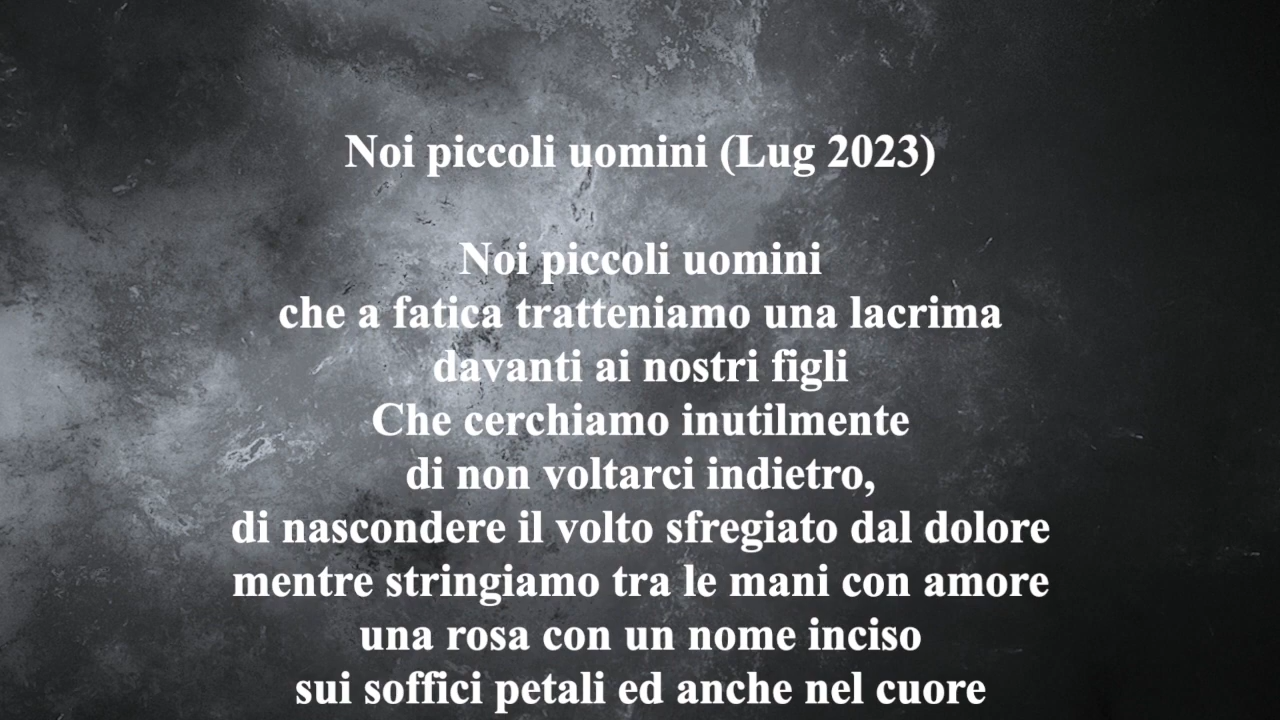 Noi piccoli uomini (Lug 2023)
Noi piccoli uomini
che a fatica tratteniamo una lacrima
davanti ai nostri figli
Che cerchiamo inutilmente
di non voltarci indietro,
di nascondere il volto sfregiato dal dolore
mentre stringiamo tra le mani con amore
una rosa con un nome inciso
sui soffici petali ed anche nel cuore